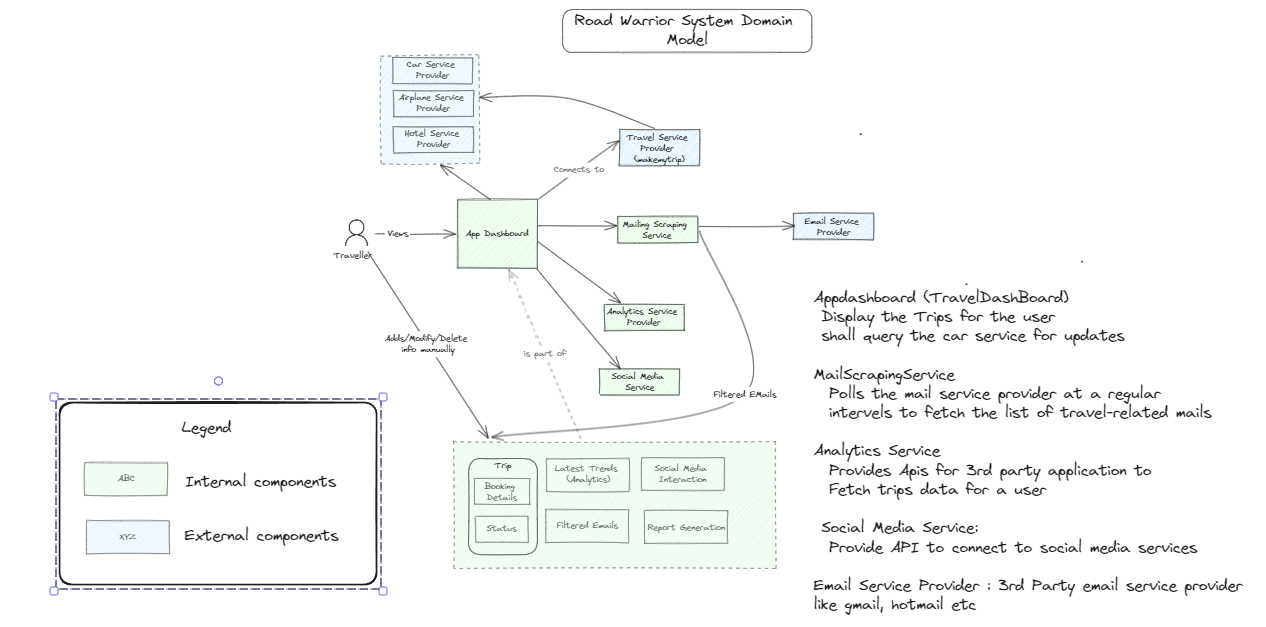 Road Warrior System Domain
Model
Car Service
Provider
Airplane Service
Provider
Hotel Service
Provider
Travel Service
Provider
(makemytrip)
Connects to
App Dashboard
Mailing Scraping
Service
Email Service
Provider
Views
Traveller
Analytics Service
Provider
Adds/Modify/Delete
info manually
is part of
Social Media
Service
Filtered EMails
Legend
ABC
Internal components
XYZ
External components
Trip
Booking
Details
Status
Latest Trends
(Analytics)
Social Media
Interaction
Filtered Emails
Report Generation
Appdashboard (TravelDashBoard)
Display the Trips for the user
shall query the car service for updates
MailScrapingService
Polls the mail service provider at a regular
intervels to fetch the list of travel-related mails
Analytics Service
Provides Apis for 3rd party application to
Fetch trips data for a user
Social Media Service:
Provide API to connect to social media services
Email Service Provider : 3rd Party email service provider
like gmail, hotmail etc